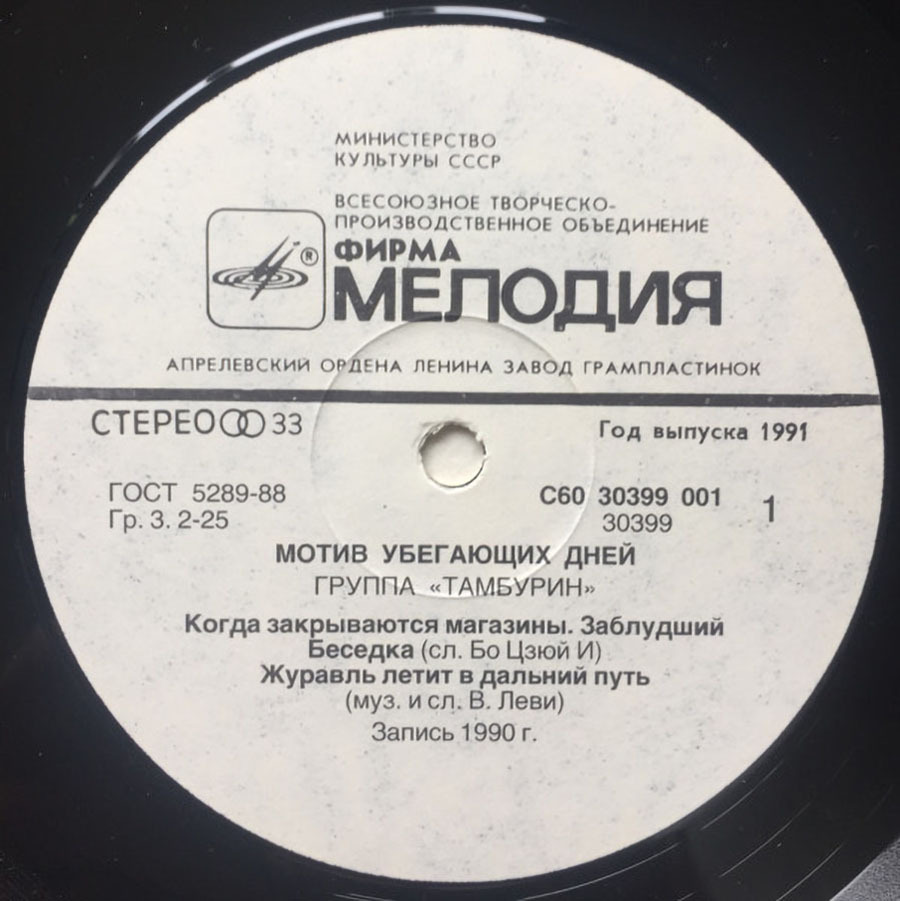 МИНИСТЕРСТВО
КУЛЬТУРЫ СССР
ВСЕСОЮЗНОЕ ТВОРЧЕСКО-
ПРОИЗВОДСТВЕННОЕ ОБЪЕДИНЕНИЕ
®
ФИРМА
МЕЛОДИЯ
АПРЕЛЕВСКИЙ ОРДЕНА ЛЕНИНА ЗАВОД ГРАМПЛАСТИНОК
СТЕРЕО 33
Год выпуска 1991
ГОСТ 5289-88
С60 30399 001
1
Гр. 3. 2-25
30399
МОТИВ УБЕГАЮЩИХ ДНЕЙ
ГРУППА «ТАМБУРИН»
Когда закрываются магазины. Заблудший
Беседка (сл. Бо Цзюй И)
Журавль летит в дальний путь
(муз. и сл. В. Леви)
Запись 1990 г.